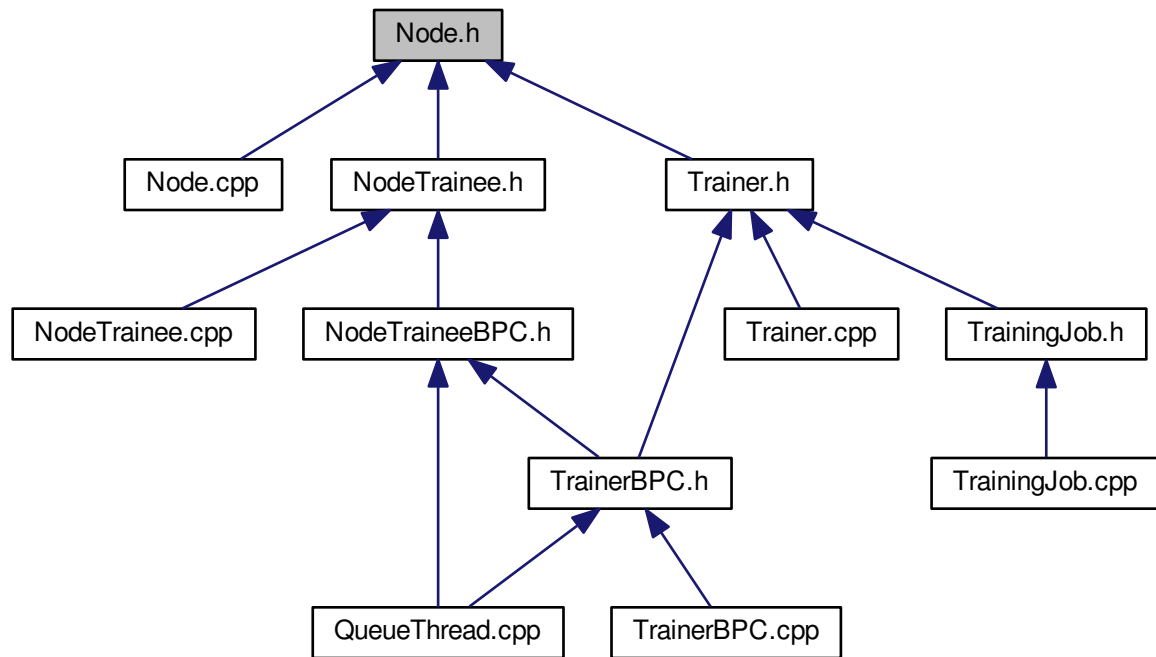 Node.h
Node.cpp
NodeTrainee.h
Trainer.h
NodeTrainee.cpp
NodeTraineeBPC.h
Trainer.cpp
TrainingJob.h
TrainerBPC.h
TrainingJob.cpp
QueueThread.cpp
TrainerBPC.cpp